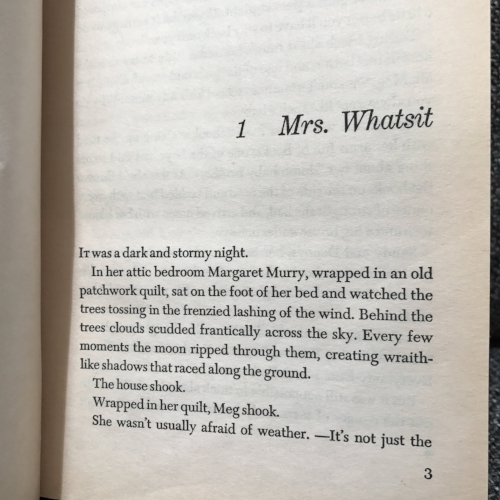 1 Mrs. Whatsit
IT was a dark and stormy night.
In her attic bedroom Margaret Murry, wrapped in an old
patchwork quilt, sat on the foot of her bed and watched the
trees tossing in the frenzied lashing of the wind. Behind the
trees clouds scudded frantically across the sky. Every few
moments the moon ripped through them, creating wraith-
like shadows that raced along the ground.
The house shook.
Wrapped in her quilt, Meg shook.
She wasn't usually afraid of weather. —It's not just the
3